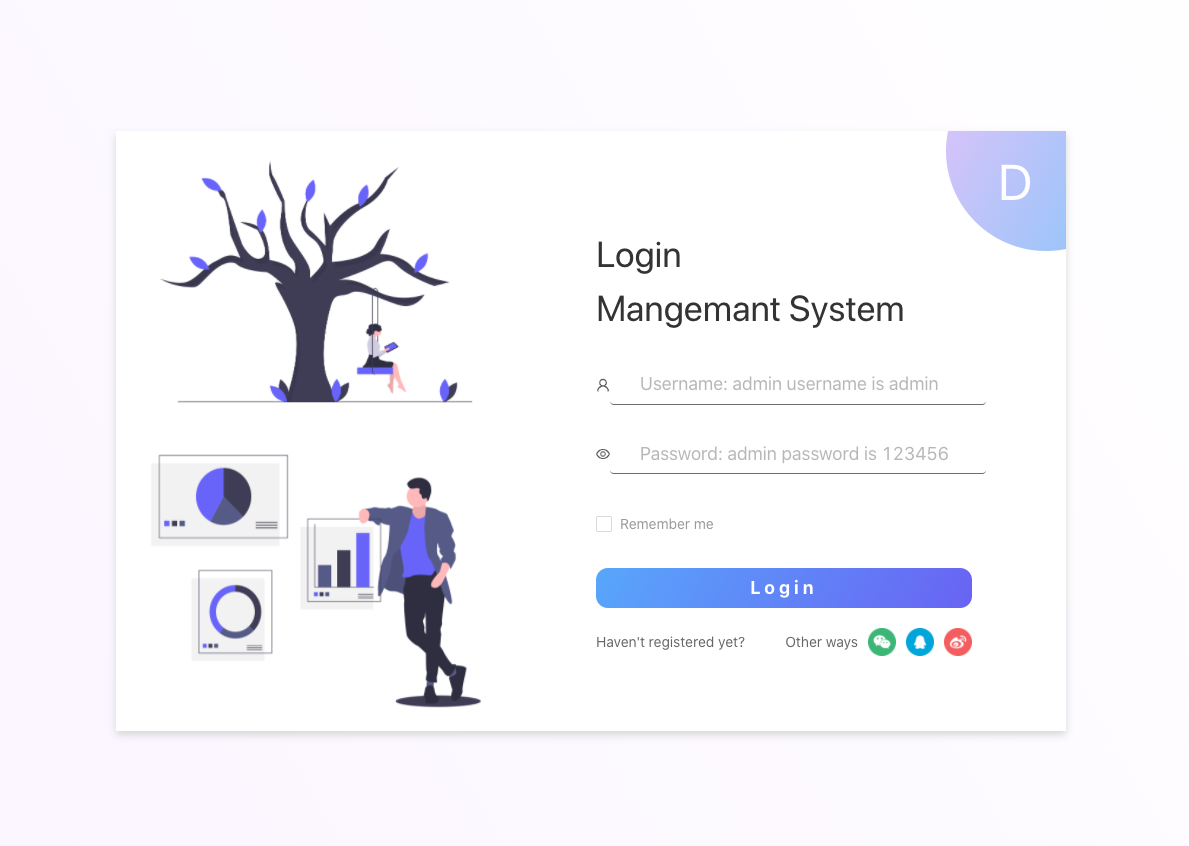 D
Login
Mangemant System
Username: admin username is admin
Password: admin password is 123456
Remember me
Login
Haven't registered yet? Other ways